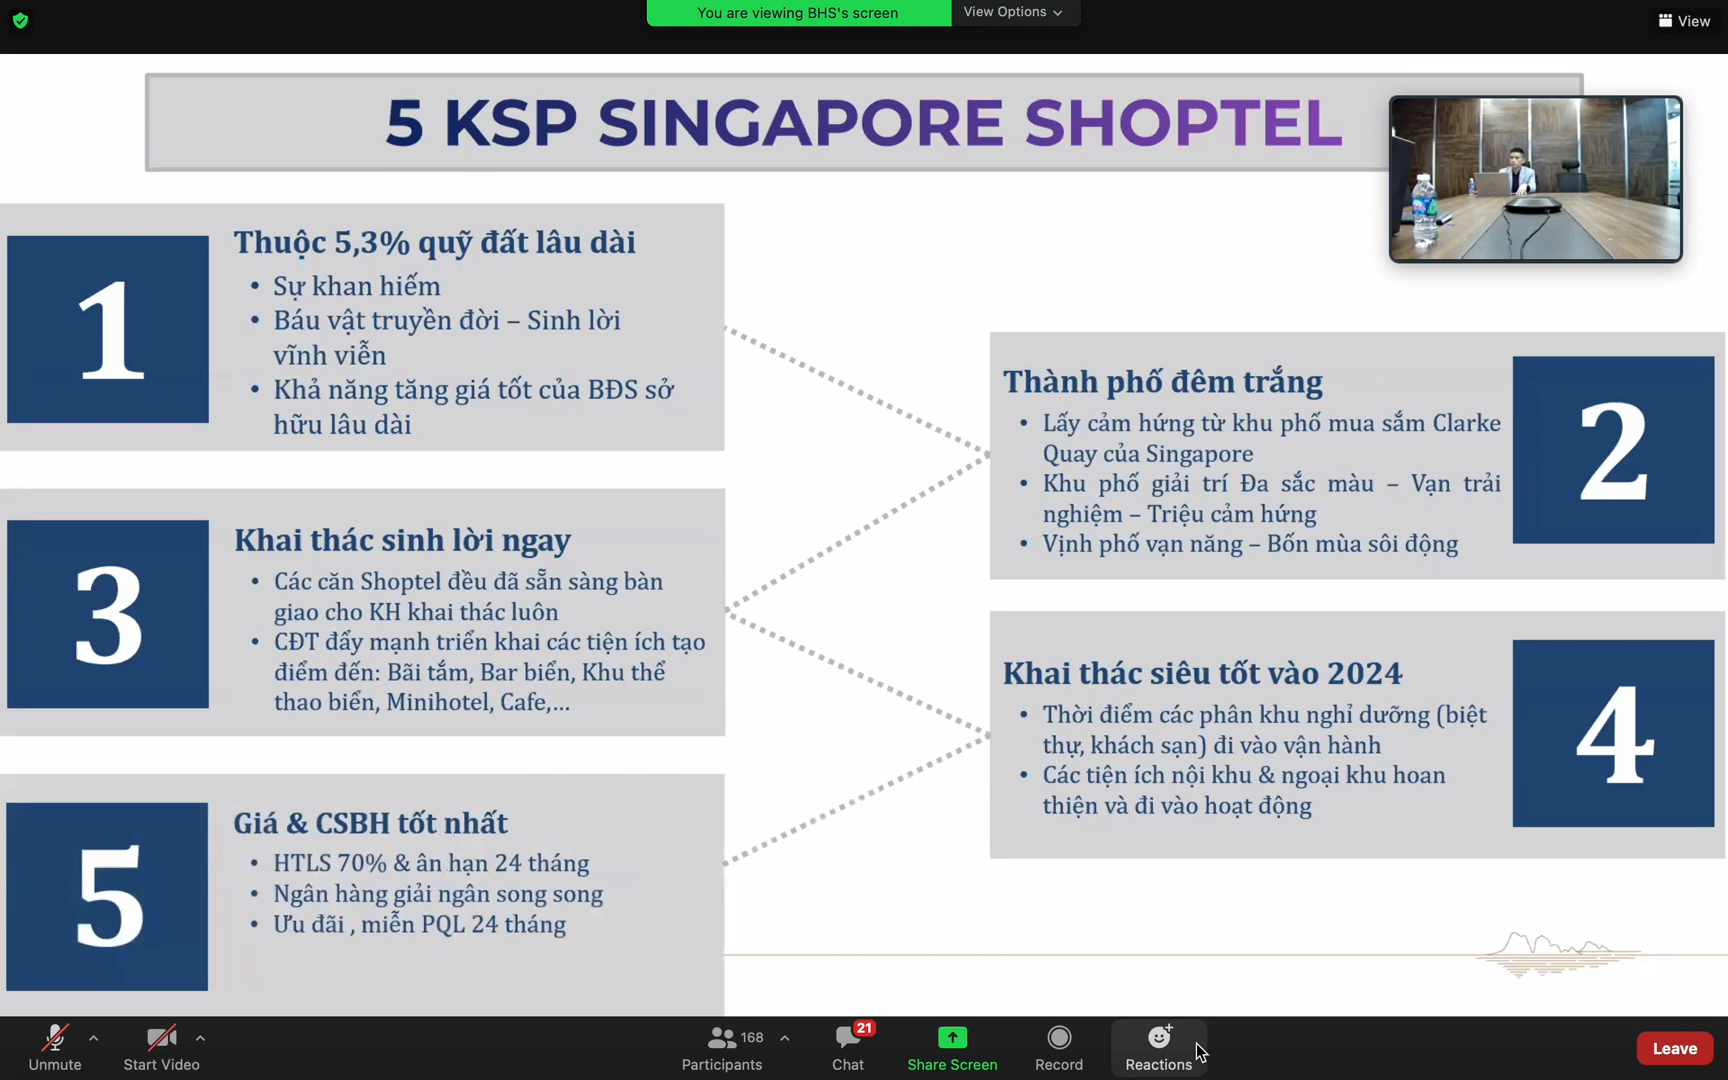 You are viewing BHS's screen
View Options
View
5 KSP SINGAPORE SHOPTEL
1
Thuộc 5,3% quỹ đất lâu dài
• Sự khan hiếm
• Báu vật truyền đời – Sinh lời
vĩnh viễn
• Khả năng tăng giá tốt của BĐS sở
hữu lâu dài
2
Thành phố đêm trắng
• Lấy cảm hứng từ khu phố mua sắm Clarke
Quay của Singapore
• Khu phố giải trí Đa sắc màu – Vạn trải
nghiệm – Triệu cảm hứng
• Vịnh phố vạn năng – Bốn mùa sôi động
3
Khai thác sinh lời ngay
• Các căn Shoptel đều đã sẵn sàng bàn
giao cho KH khai thác luôn
• CĐT đẩy mạnh triển khai các tiện ích tạo
điểm đến: Bãi tắm, Bar biển, Khu thể
thao biển, Minihotel, Cafe,...
4
Khai thác siêu tốt vào 2024
• Thời điểm các phân khu nghỉ dưỡng (biệt
thự, khách sạn) đi vào vận hành
• Các tiện ích nội khu & ngoại khu hoan
thiện và đi vào hoạt động
5
Giá & CSBH tốt nhất
• HTLS 70% & ân hạn 24 tháng
• Ngân hàng giải ngân song song
• Ưu đãi , miễn PQL 24 tháng
Unmute
Start Video
168
Participants
21
Chat
Share Screen
Record
Reactions
Leave